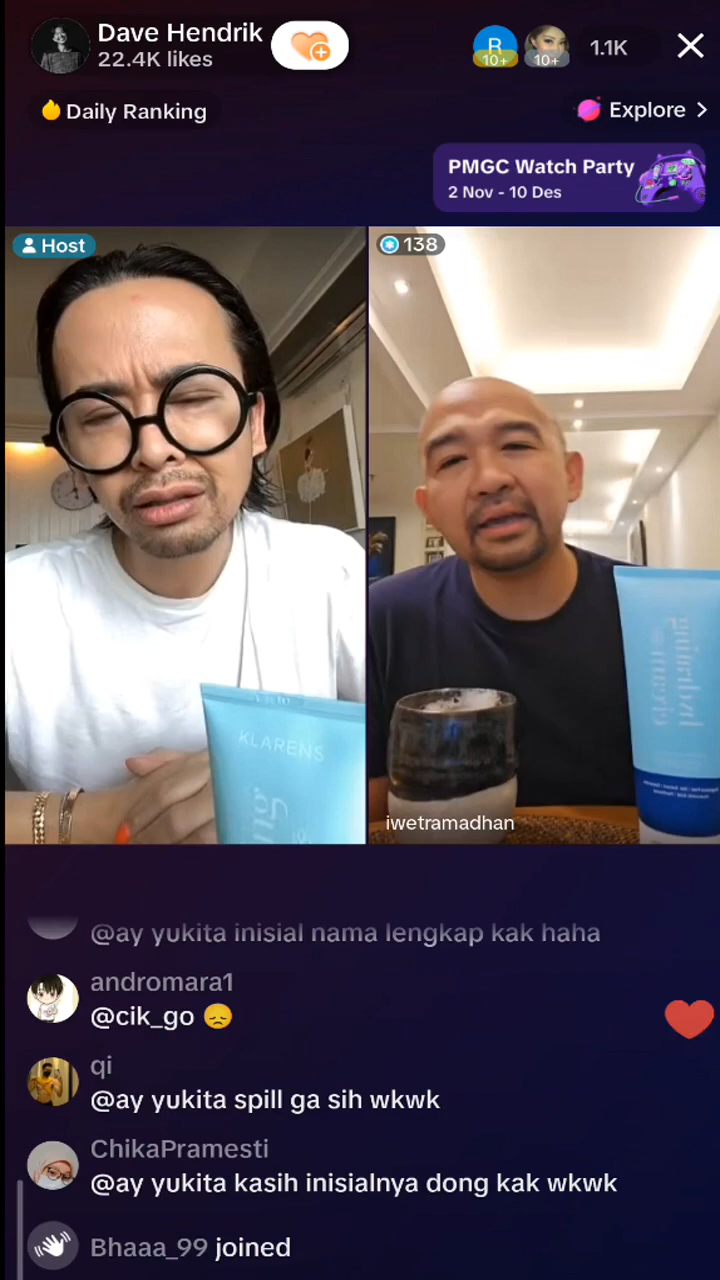 Dave Hendrik
22.4K likes
R
10+
10+
1.1K
Daily Ranking
Explore
PMGC Watch Party
2 Nov - 10 Des
Host
138
KLARENS
iwetramadhan
@ay yukita inisial nama lengkap kak haha
andromara1
@cik_go 😞
qi
@ay yukita spill ga sih wkwk
ChikaPramesti
@ay yukita kasih inisialnya dong kak wkwk
Bhaaa_99 joined